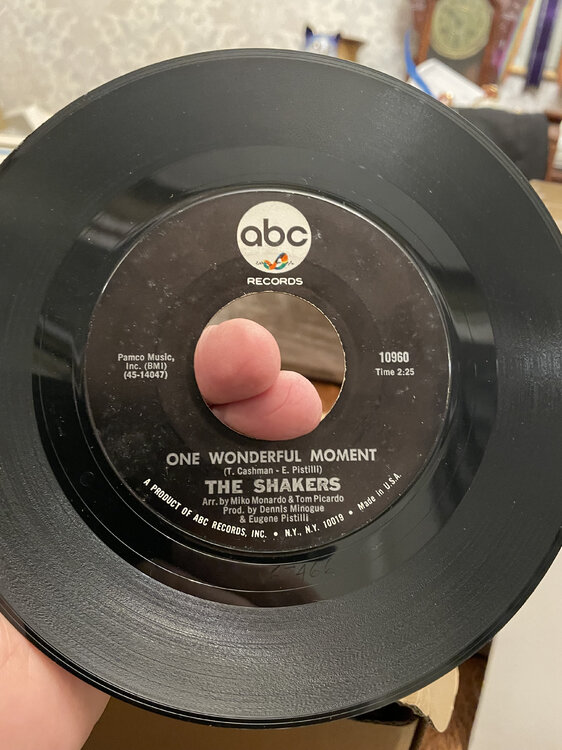 abc
RECORDS
Pamco Music,
Inc. (BMI)
(45-14047)
10960
Time 2:25
ONE WONDERFUL MOMENT
(T. Cashman - E. Pistilli)
THE SHAKERS
Arr. by Miko Monardo & Tom Picardo
Prod. by Dennis Minogue
& Eugene Pistilli
A PRODUCT OF ABC RECORDS, INC. • N.Y., N.Y. 10019 • Made in U.S.A.